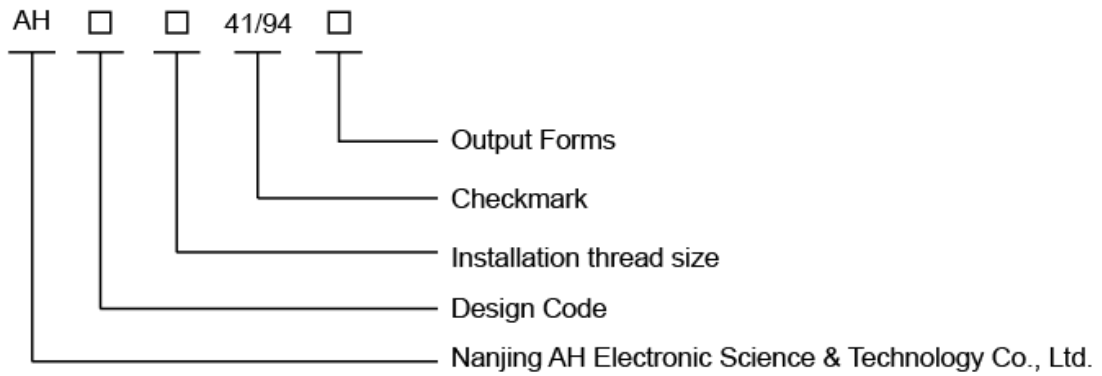 AH □ □ 41/94 □
Output Forms
Checkmark
Installation thread size
Design Code
Nanjing AH Electronic Science & Technology Co., Ltd.